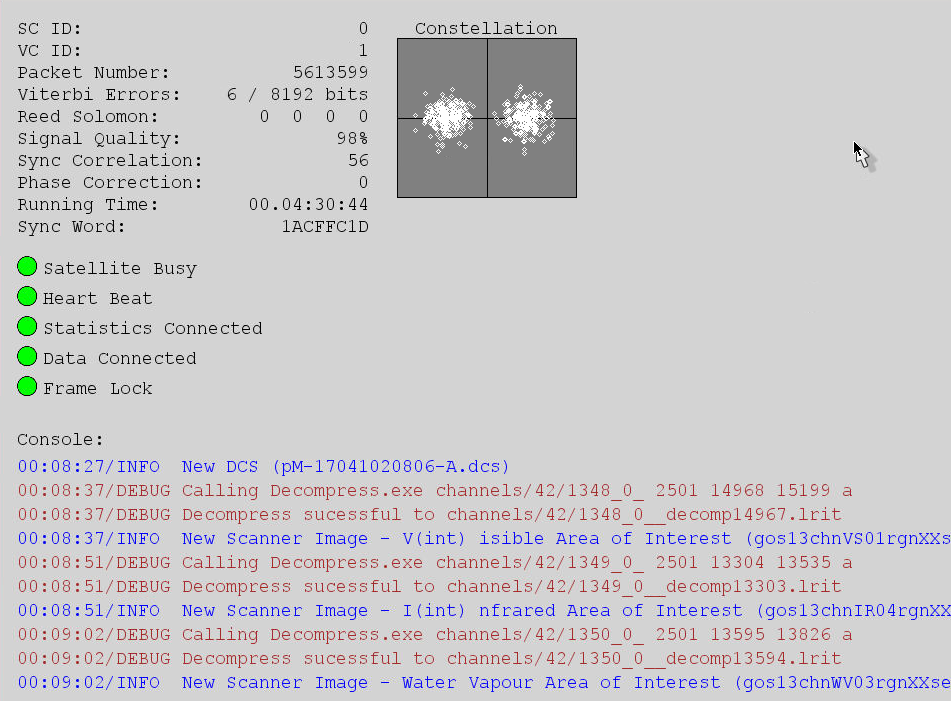 SC ID: 0
VC ID: 1
Packet Number: 5613599
Viterbi Errors: 6 / 8192 bits
Reed Solomon: 0 0 0 0
Signal Quality: 98%
Sync Correlation: 56
Phase Correction: 0
Running Time: 00.04:30:44
Sync Word: 1ACFFC1D
Constellation
Satellite Busy
Heart Beat
Statistics Connected
Data Connected
Frame Lock
Console:
00:08:27/INFO New DCS (pM-17041020806-A.dcs)
00:08:37/DEBUG Calling Decompress.exe channels/42/1348_0_ 2501 14968 15199 a
00:08:37/DEBUG Decompress sucessful to channels/42/1348_0__decomp14967.lrit
00:08:37/INFO New Scanner Image - V(int) isible Area of Interest (gos13chnVS01rgnXXs
00:08:51/DEBUG Calling Decompress.exe channels/42/1349_0_ 2501 13304 13535 a
00:08:51/DEBUG Decompress sucessful to channels/42/1349_0__decomp13303.lrit
00:08:51/INFO New Scanner Image - I(int) nfrared Area of Interest (gos13chnIR04rgnXX
00:09:02/DEBUG Calling Decompress.exe channels/42/1350_0_ 2501 13595 13826 a
00:09:02/DEBUG Decompress sucessful to channels/42/1350_0__decomp13594.lrit
00:09:02/INFO New Scanner Image - Water Vapour Area of Interest (gos13chnWV03rgnXXse